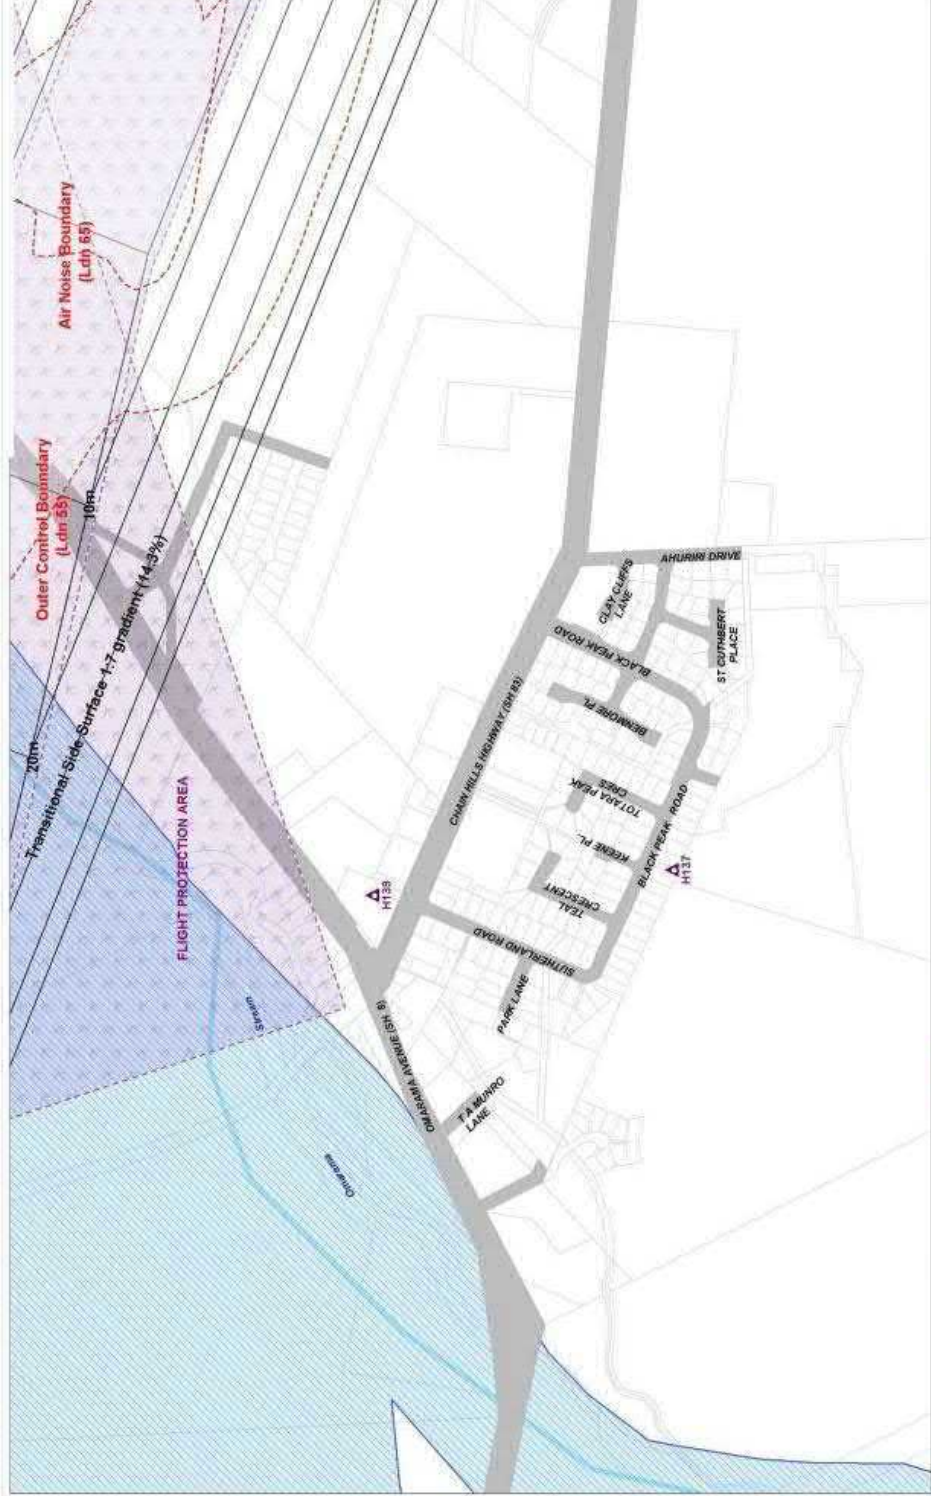 Air Noise Boundary
(Ldn 65)
Outer Control Boundary
(Ldn 55)
10m
20m
Transitional Side Surface 1:7 gradient (14.3%)
FLIGHT PROTECTION AREA
AHURIRI DRIVE
CLAY CLIFFS
LANE
BLACK PEAK ROAD
ST CUTHBERT
PLACE
BENMORE PL
CHAIN HILLS HIGHWAY (SH 83)
TOTARA PEAK
CRES
KEENE PL
BLACK PEAK ROAD
H137
H139
TEAL
CRESCENT
SUTHERLAND ROAD
PARK LANE
Stream
OMARAMA AVENUE (SH 8)
T A MUNRO
LANE
Omarama